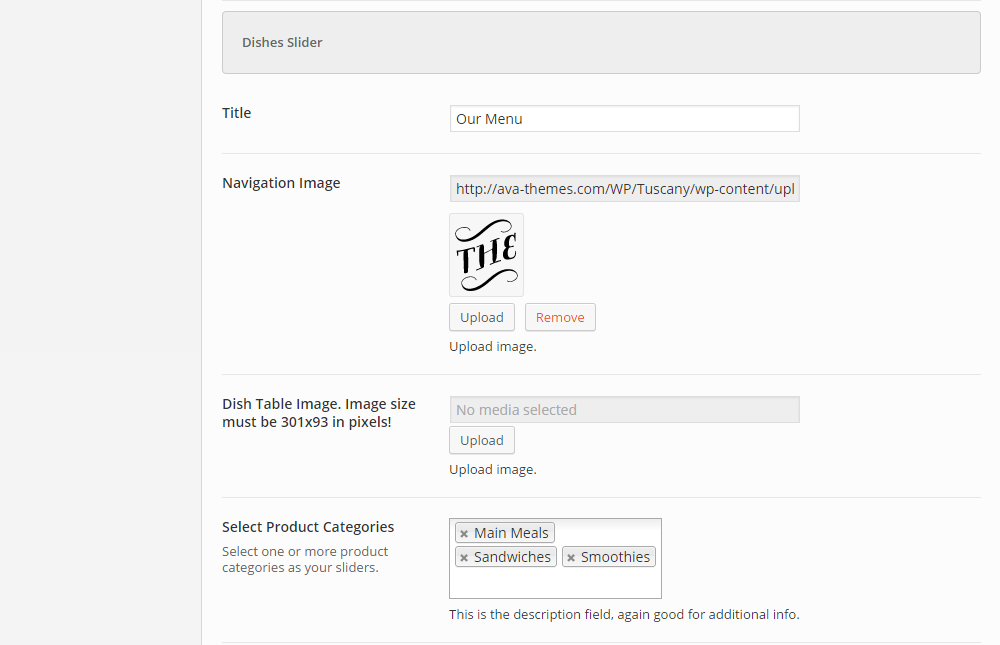 Dishes Slider
Title
Our Menu
Navigation Image
http://ava-themes.com/WP/Tuscany/wp-content/upl
THE
Upload
Remove
Upload image.
Dish Table Image. Image size
must be 301x93 in pixels!
No media selected
Upload
Upload image.
Select Product Categories
Select one or more product
categories as your sliders.
× Main Meals
× Sandwiches × Smoothies
This is the description field, again good for additional info.